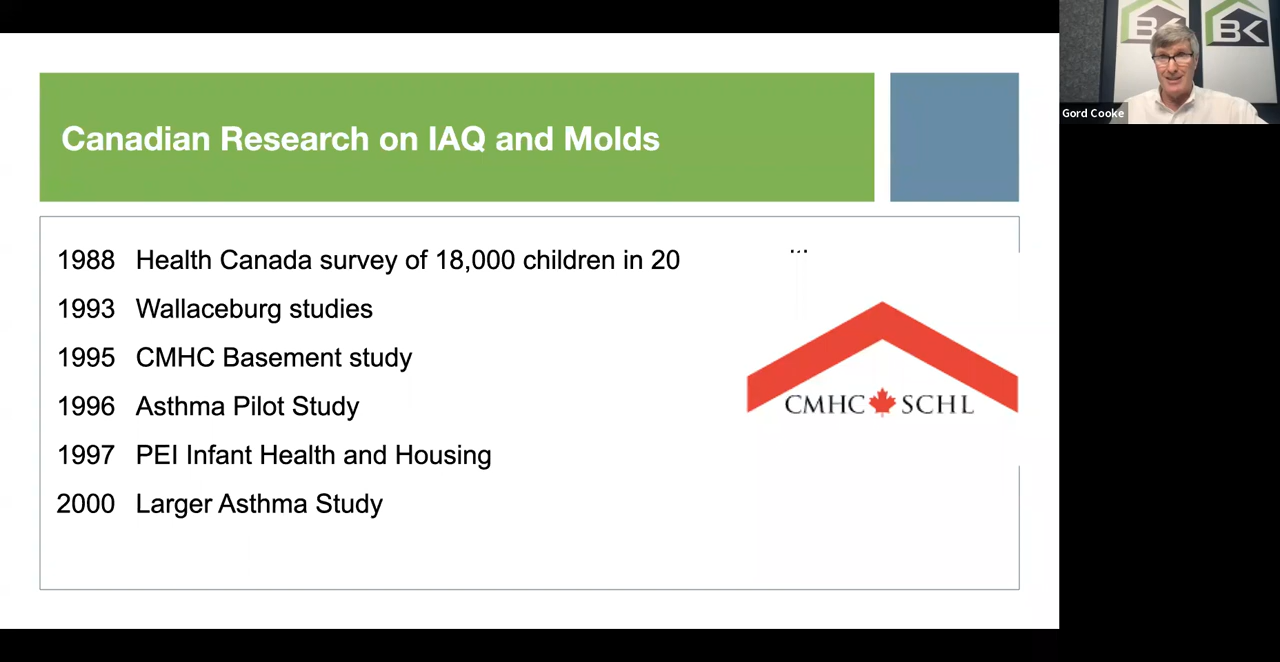 Canadian Research on IAQ and Molds
1988 Health Canada survey of 18,000 children in 20
1993 Wallaceburg studies
1995 CMHC Basement study
1996 Asthma Pilot Study
1997 PEI Infant Health and Housing
2000 Larger Asthma Study
CMHC SCHL
BK BK
Gord Cooke